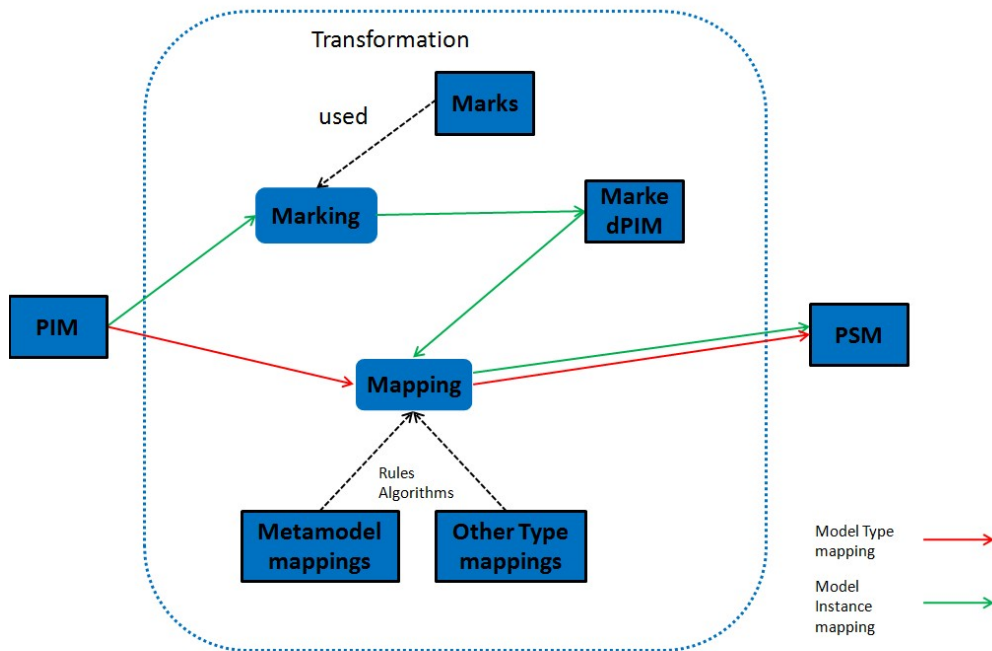 Transformation
Marks
used
Marking
Marke
dPIM
PIM
PSM
Mapping
Rules
Algorithms
Metamodel
mappings
Other Type
mappings
Model Type
mapping
Model
Instance
mapping